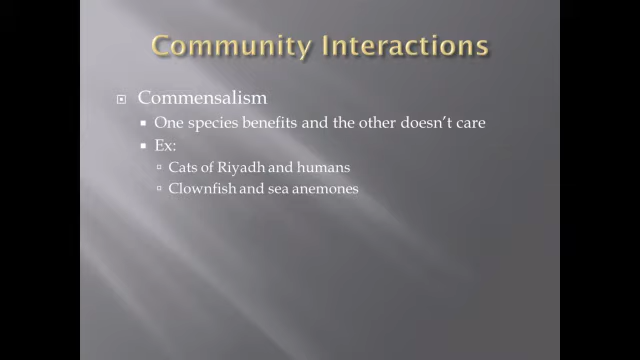 Community Interactions
Commensalism
One species benefits and the other doesn't care
Ex:
Cats of Riyadh and humans
Clownfish and sea anemones